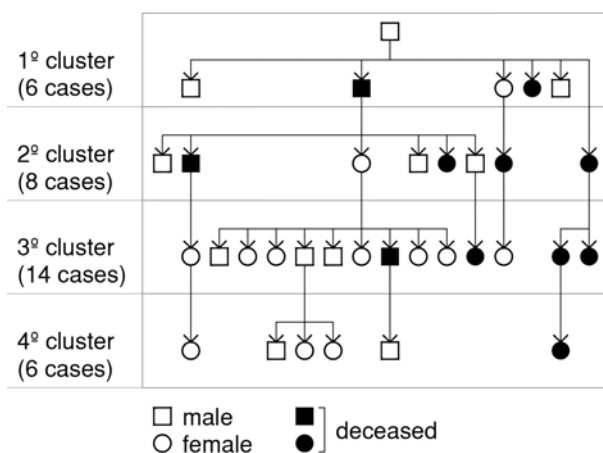 1º cluster
(6 cases)
2º cluster
(8 cases)
3º cluster
(14 cases)
4º cluster
(6 cases)
male
female
deceased